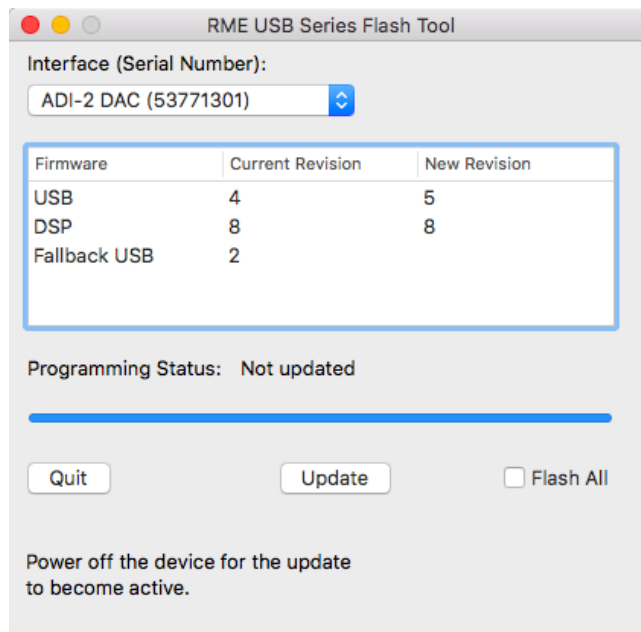 RME USB Series Flash Tool
Interface (Serial Number):
ADI-2 DAC (53771301)
Firmware Current Revision New Revision
USB 4 5
DSP 8 8
Fallback USB 2
Programming Status: Not updated
Quit Update Flash All
Power off the device for the update
to become active.